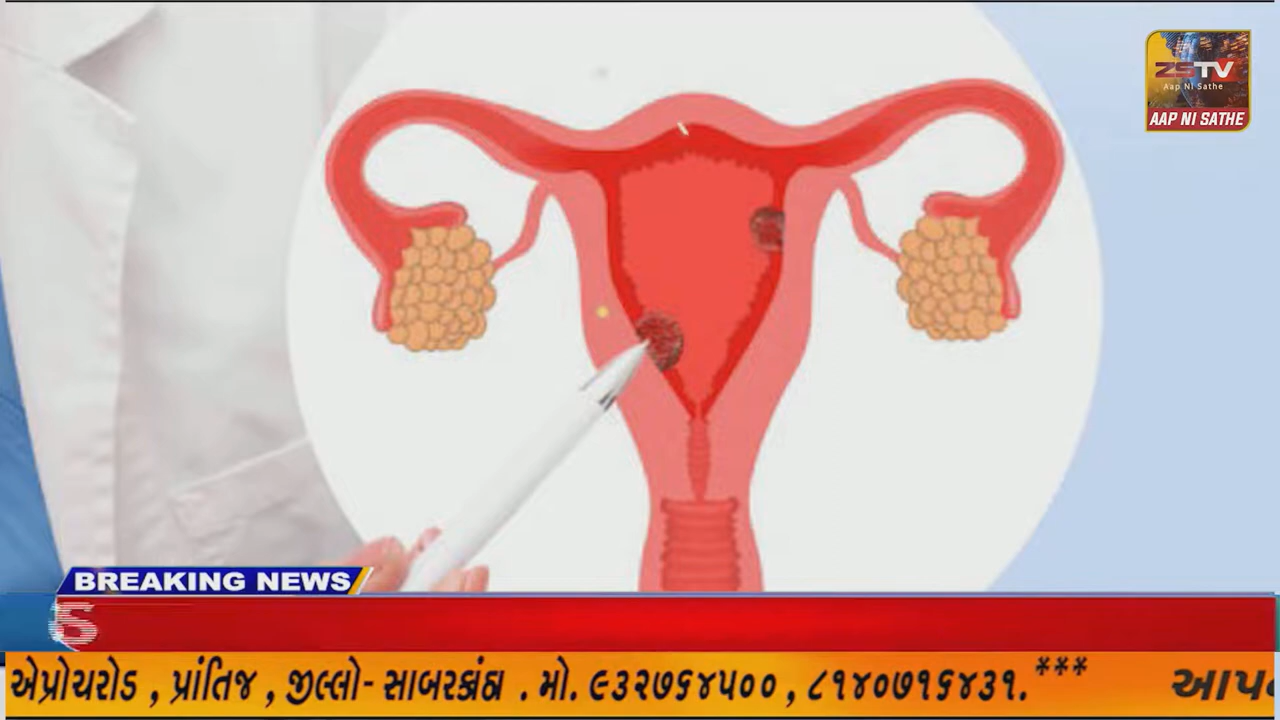 ZSTV
Aap Ni Sathe
AAP NI SATHE
BREAKING NEWS
એપ્રોચરોડ , પ્રાંતિજ , જીલ્લો- સાબરકાંઠા . મો. ૯૩૨૭૬૪૫૦૦ , ૮૧૪૦૭૧૬૪૩૧.***